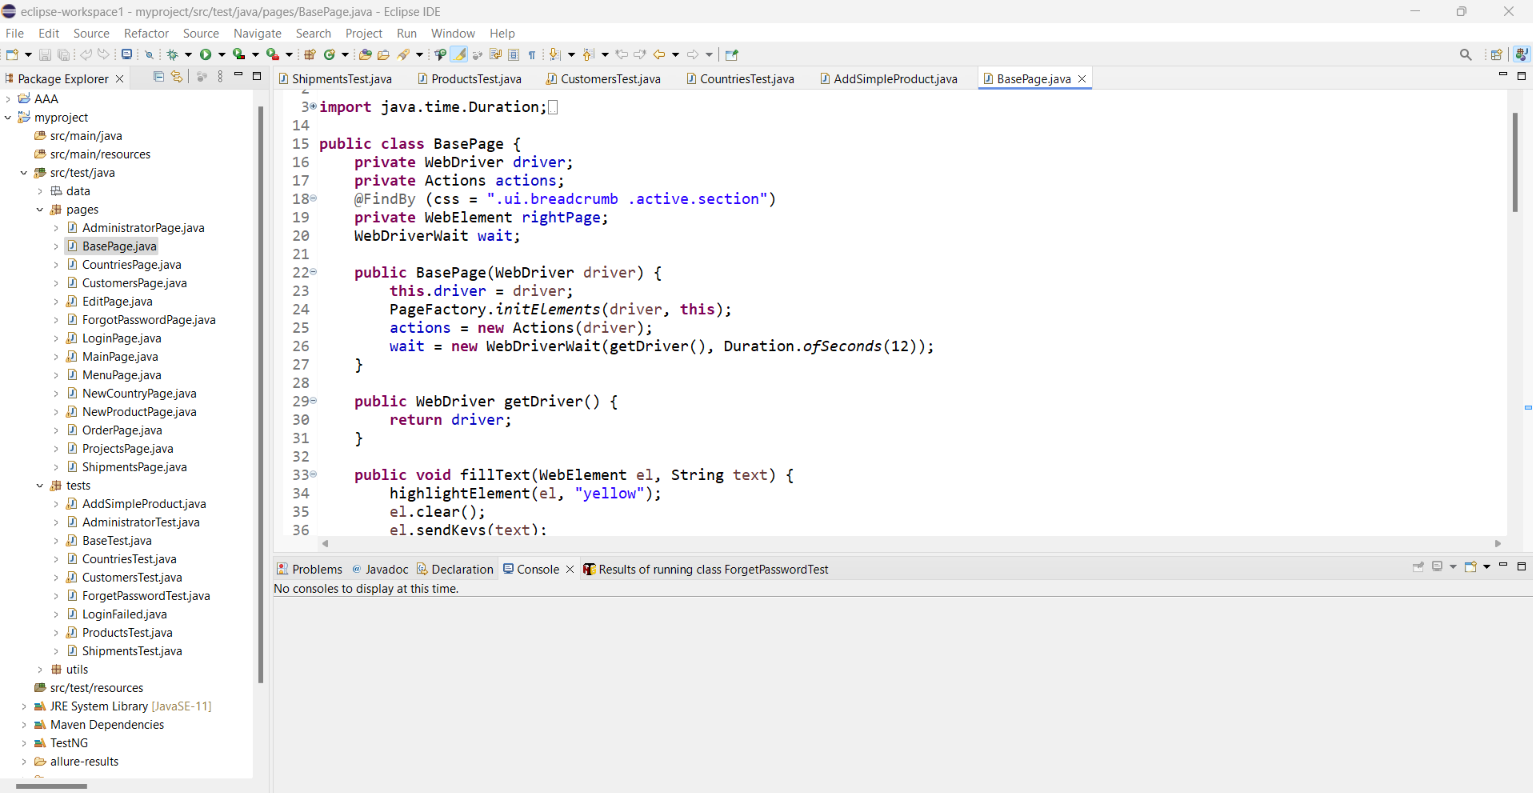 eclipse-workspace1 - myproject/src/test/java/pages/BasePage.java - Eclipse IDE
File Edit Source Refactor Source Navigate Search Project Run Window Help
Package Explorer
AAA
myproject
src/main/java
src/main/resources
src/test/java
data
pages
AdministratorPage.java
BasePage.java
CountriesPage.java
CustomersPage.java
EditPage.java
ForgotPasswordPage.java
LoginPage.java
MainPage.java
MenuPage.java
NewCountryPage.java
NewProductPage.java
OrderPage.java
ProjectsPage.java
ShipmentsPage.java
tests
AddSimpleProduct.java
AdministratorTest.java
BaseTest.java
CountriesTest.java
CustomersTest.java
ForgetPasswordTest.java
LoginFailed.java
ProductsTest.java
ShipmentsTest.java
utils
src/test/resources
JRE System Library [JavaSE-11]
Maven Dependencies
TestNG
allure-results
ShipmentsTest.java ProductsTest.java CustomersTest.java CountriesTest.java AddSimpleProduct.java BasePage.java
3 import java.time.Duration;
14
15 public class BasePage {
16 private WebDriver driver;
17 private Actions actions;
18 @FindBy (css = ".ui.breadcrumb .active.section")
19 private WebElement rightPage;
20 WebDriverWait wait;
21
22 public BasePage(WebDriver driver) {
23 this.driver = driver;
24 PageFactory.initElements(driver, this);
25 actions = new Actions(driver);
26 wait = new WebDriverWait(getDriver(), Duration.ofSeconds(12));
27 }
28
29 public WebDriver getDriver() {
30 return driver;
31 }
32
33 public void fillText(WebElement el, String text) {
34 highlightElement(el, "yellow");
35 el.clear();
36 el.sendKeys(text);
Problems Javadoc Declaration Console Results of running class ForgetPasswordTest
No consoles to display at this time.